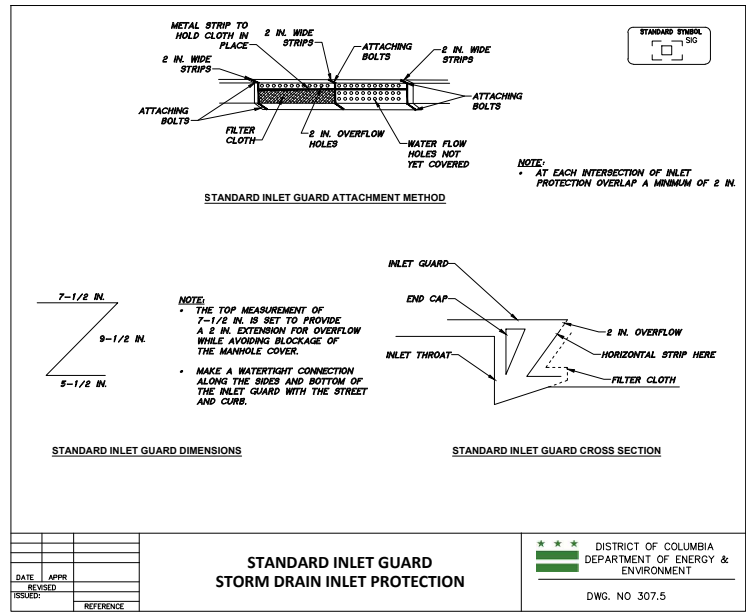 METAL STRIP TO
HOLD CLOTH IN
PLACE
2 IN. WIDE
STRIPS
ATTACHING
BOLTS
2 IN. WIDE
STRIPS
2 IN. WIDE
STRIPS
ATTACHING
BOLTS
ATTACHING
BOLTS
FILTER
CLOTH
2 IN. OVERFLOW
HOLES
WATER FLOW
HOLES NOT
YET COVERED
STANDARD SYMBOL
SIG
NOTE:
• AT EACH INTERSECTION OF INLET
PROTECTION OVERLAP A MINIMUM OF 2 IN.
STANDARD INLET GUARD ATTACHMENT METHOD
7-1/2 IN.
9-1/2 IN.
5-1/2 IN.
NOTE:
• THE TOP MEASUREMENT OF
7-1/2 IN. IS SET TO PROVIDE
A 2 IN. EXTENSION FOR OVERFLOW
WHILE AVOIDING BLOCKAGE OF
THE MANHOLE COVER.
• MAKE A WATERTIGHT CONNECTION
ALONG THE SIDES AND BOTTOM OF
THE INLET GUARD WITH THE STREET
AND CURB.
STANDARD INLET GUARD DIMENSIONS
INLET GUARD
END CAP
INLET THROAT
2 IN. OVERFLOW
HORIZONTAL STRIP HERE
FILTER CLOTH
STANDARD INLET GUARD CROSS SECTION
DATE APPR
REVISED
ISSUED:
REFERENCE
STANDARD INLET GUARD
STORM DRAIN INLET PROTECTION
DISTRICT OF COLUMBIA
DEPARTMENT OF ENERGY &
ENVIRONMENT
DWG. NO 307.5